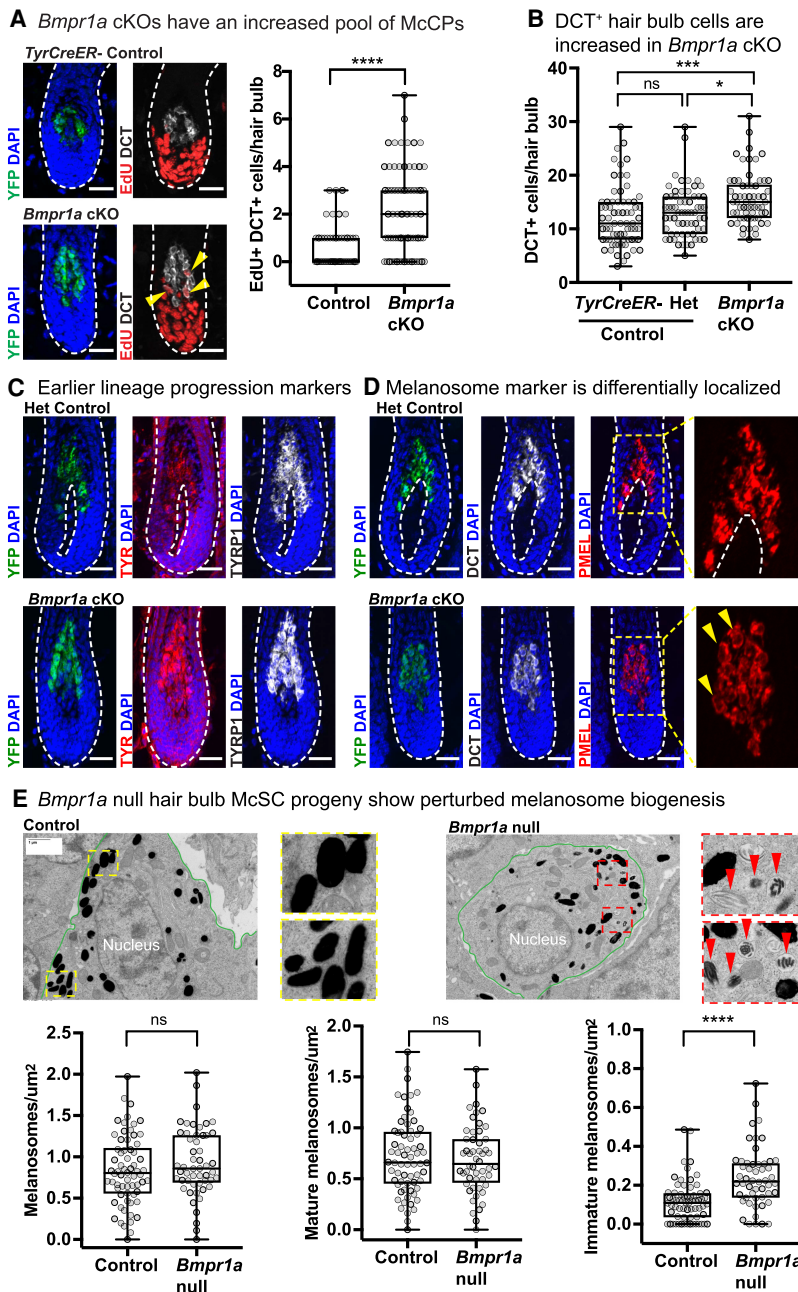 A Bmpr1a cKOs have an increased pool of McCPs
TyrCreER- Control
YFP DAPI
EdU DCT
Bmpr1a cKO
YFP DAPI
EdU DCT
EdU+ DCT+ cells/hair bulb
8
6
4
2
0
****
Control
Bmpr1a
cKO
B DCT+ hair bulb cells are
increased in Bmpr1a cKO
DCT+ cells/hair bulb
40
30
20
10
0
***
ns
*
TyrCreER- Het
Control
Bmpr1a
cKO
C Earlier lineage progression markers
Het Control
YFP DAPI
TYR DAPI
TYRP1 DAPI
Bmpr1a cKO
YFP DAPI
TYR DAPI
TYRP1 DAPI
D Melanosome marker is differentially localized
Het Control
YFP DAPI
DCT DAPI
PMEL DAPI
Bmpr1a cKO
YFP DAPI
DCT DAPI
PMEL DAPI
E Bmpr1a null hair bulb McSC progeny show perturbed melanosome biogenesis
Control
1 μm
Nucleus
Bmpr1a null
Nucleus
Melanosomes/um2
2.5
2.0
1.5
1.0
0.5
0.0
ns
Control
Bmpr1a
null
Mature melanosomes/um2
2.0
1.5
1.0
0.5
0.0
ns
Control
Bmpr1a
null
Immature melanosomes/um2
1.0
0.8
0.6
0.4
0.2
0.0
****
Control
Bmpr1a
null